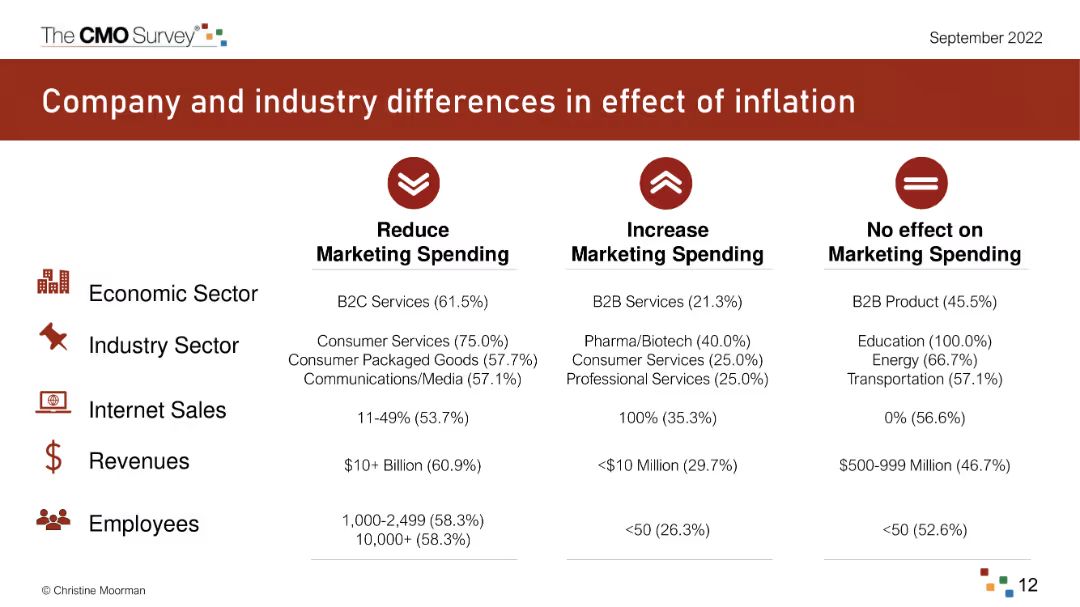 The CMO Survey®
September 2022
Company and industry differences in effect of inflation
Reduce
Marketing Spending
Increase
Marketing Spending
No effect on
Marketing Spending
Economic Sector
B2C Services (61.5%)
B2B Services (21.3%)
B2B Product (45.5%)
Industry Sector
Consumer Services (75.0%)
Consumer Packaged Goods (57.7%)
Communications/Media (57.1%)
Pharma/Biotech (40.0%)
Consumer Services (25.0%)
Professional Services (25.0%)
Education (100.0%)
Energy (66.7%)
Transportation (57.1%)
Internet Sales
11-49% (53.7%)
100% (35.3%)
0% (56.6%)
$
Revenues
$10+ Billion (60.9%)
<$10 Million (29.7%)
$500-999 Million (46.7%)
Employees
1,000-2,499 (58.3%)
10,000+ (58.3%)
<50 (26.3%)
<50 (52.6%)
© Christine Moorman
12